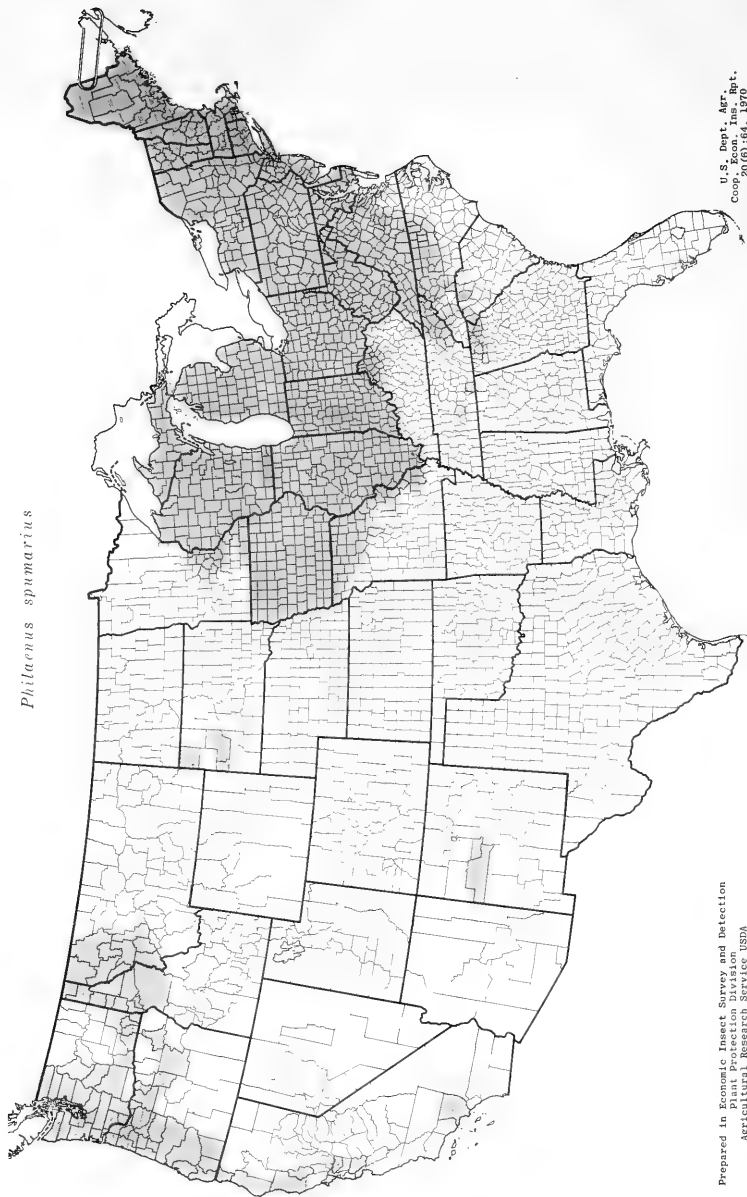 Philaenus spumarius
U.S. Dept. Agr.
Coop. Econ. Ins. Rpt.
20(6):64, 1970
Prepared in Economic Insect Survey and Detection
Plant Protection Division
Agricultural Research Service USDA